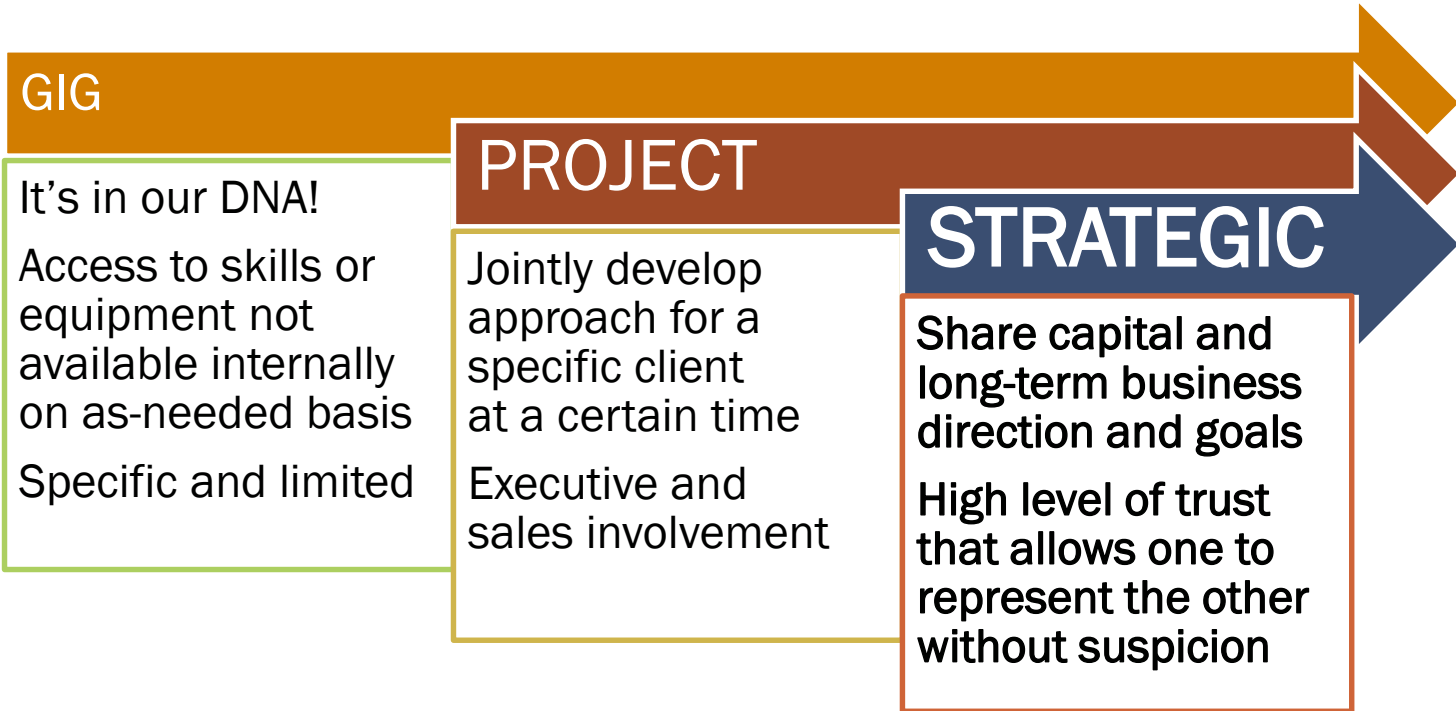 GIG
It’s in our DNA!
Access to skills or
equipment not
available internally
on as-needed basis
Specific and limited
PROJECT
Jointly develop
approach for a
specific client
at a certain time
Executive and
sales involvement
STRATEGIC
Share capital and
long-term business
direction and goals
High level of trust
that allows one to
represent the other
without suspicion